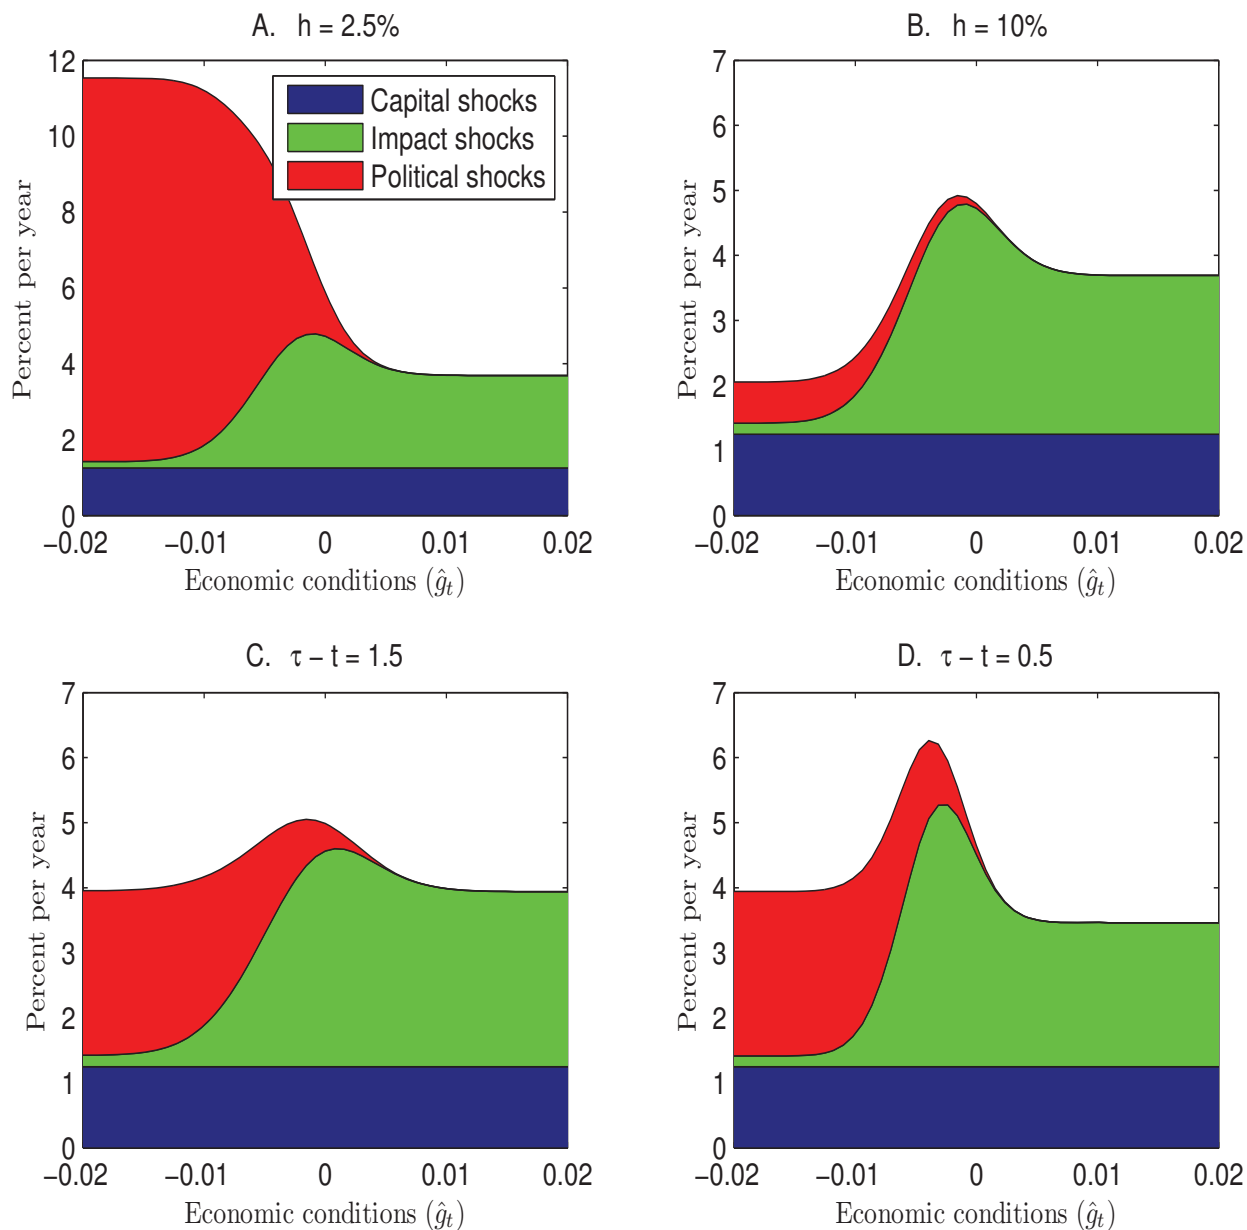 A. h = 2.5%
12
10
8
6
4
2
0
Percent per year
Capital shocks
Impact shocks
Political shocks
−0.02 −0.01 0 0.01 0.02
Economic conditions (ĝₜ)
B. h = 10%
7
6
5
4
3
2
1
0
Percent per year
−0.02 −0.01 0 0.01 0.02
Economic conditions (ĝₜ)
C. τ − t = 1.5
7
6
5
4
3
2
1
0
Percent per year
−0.02 −0.01 0 0.01 0.02
Economic conditions (ĝₜ)
D. τ − t = 0.5
7
6
5
4
3
2
1
0
Percent per year
−0.02 −0.01 0 0.01 0.02
Economic conditions (ĝₜ)